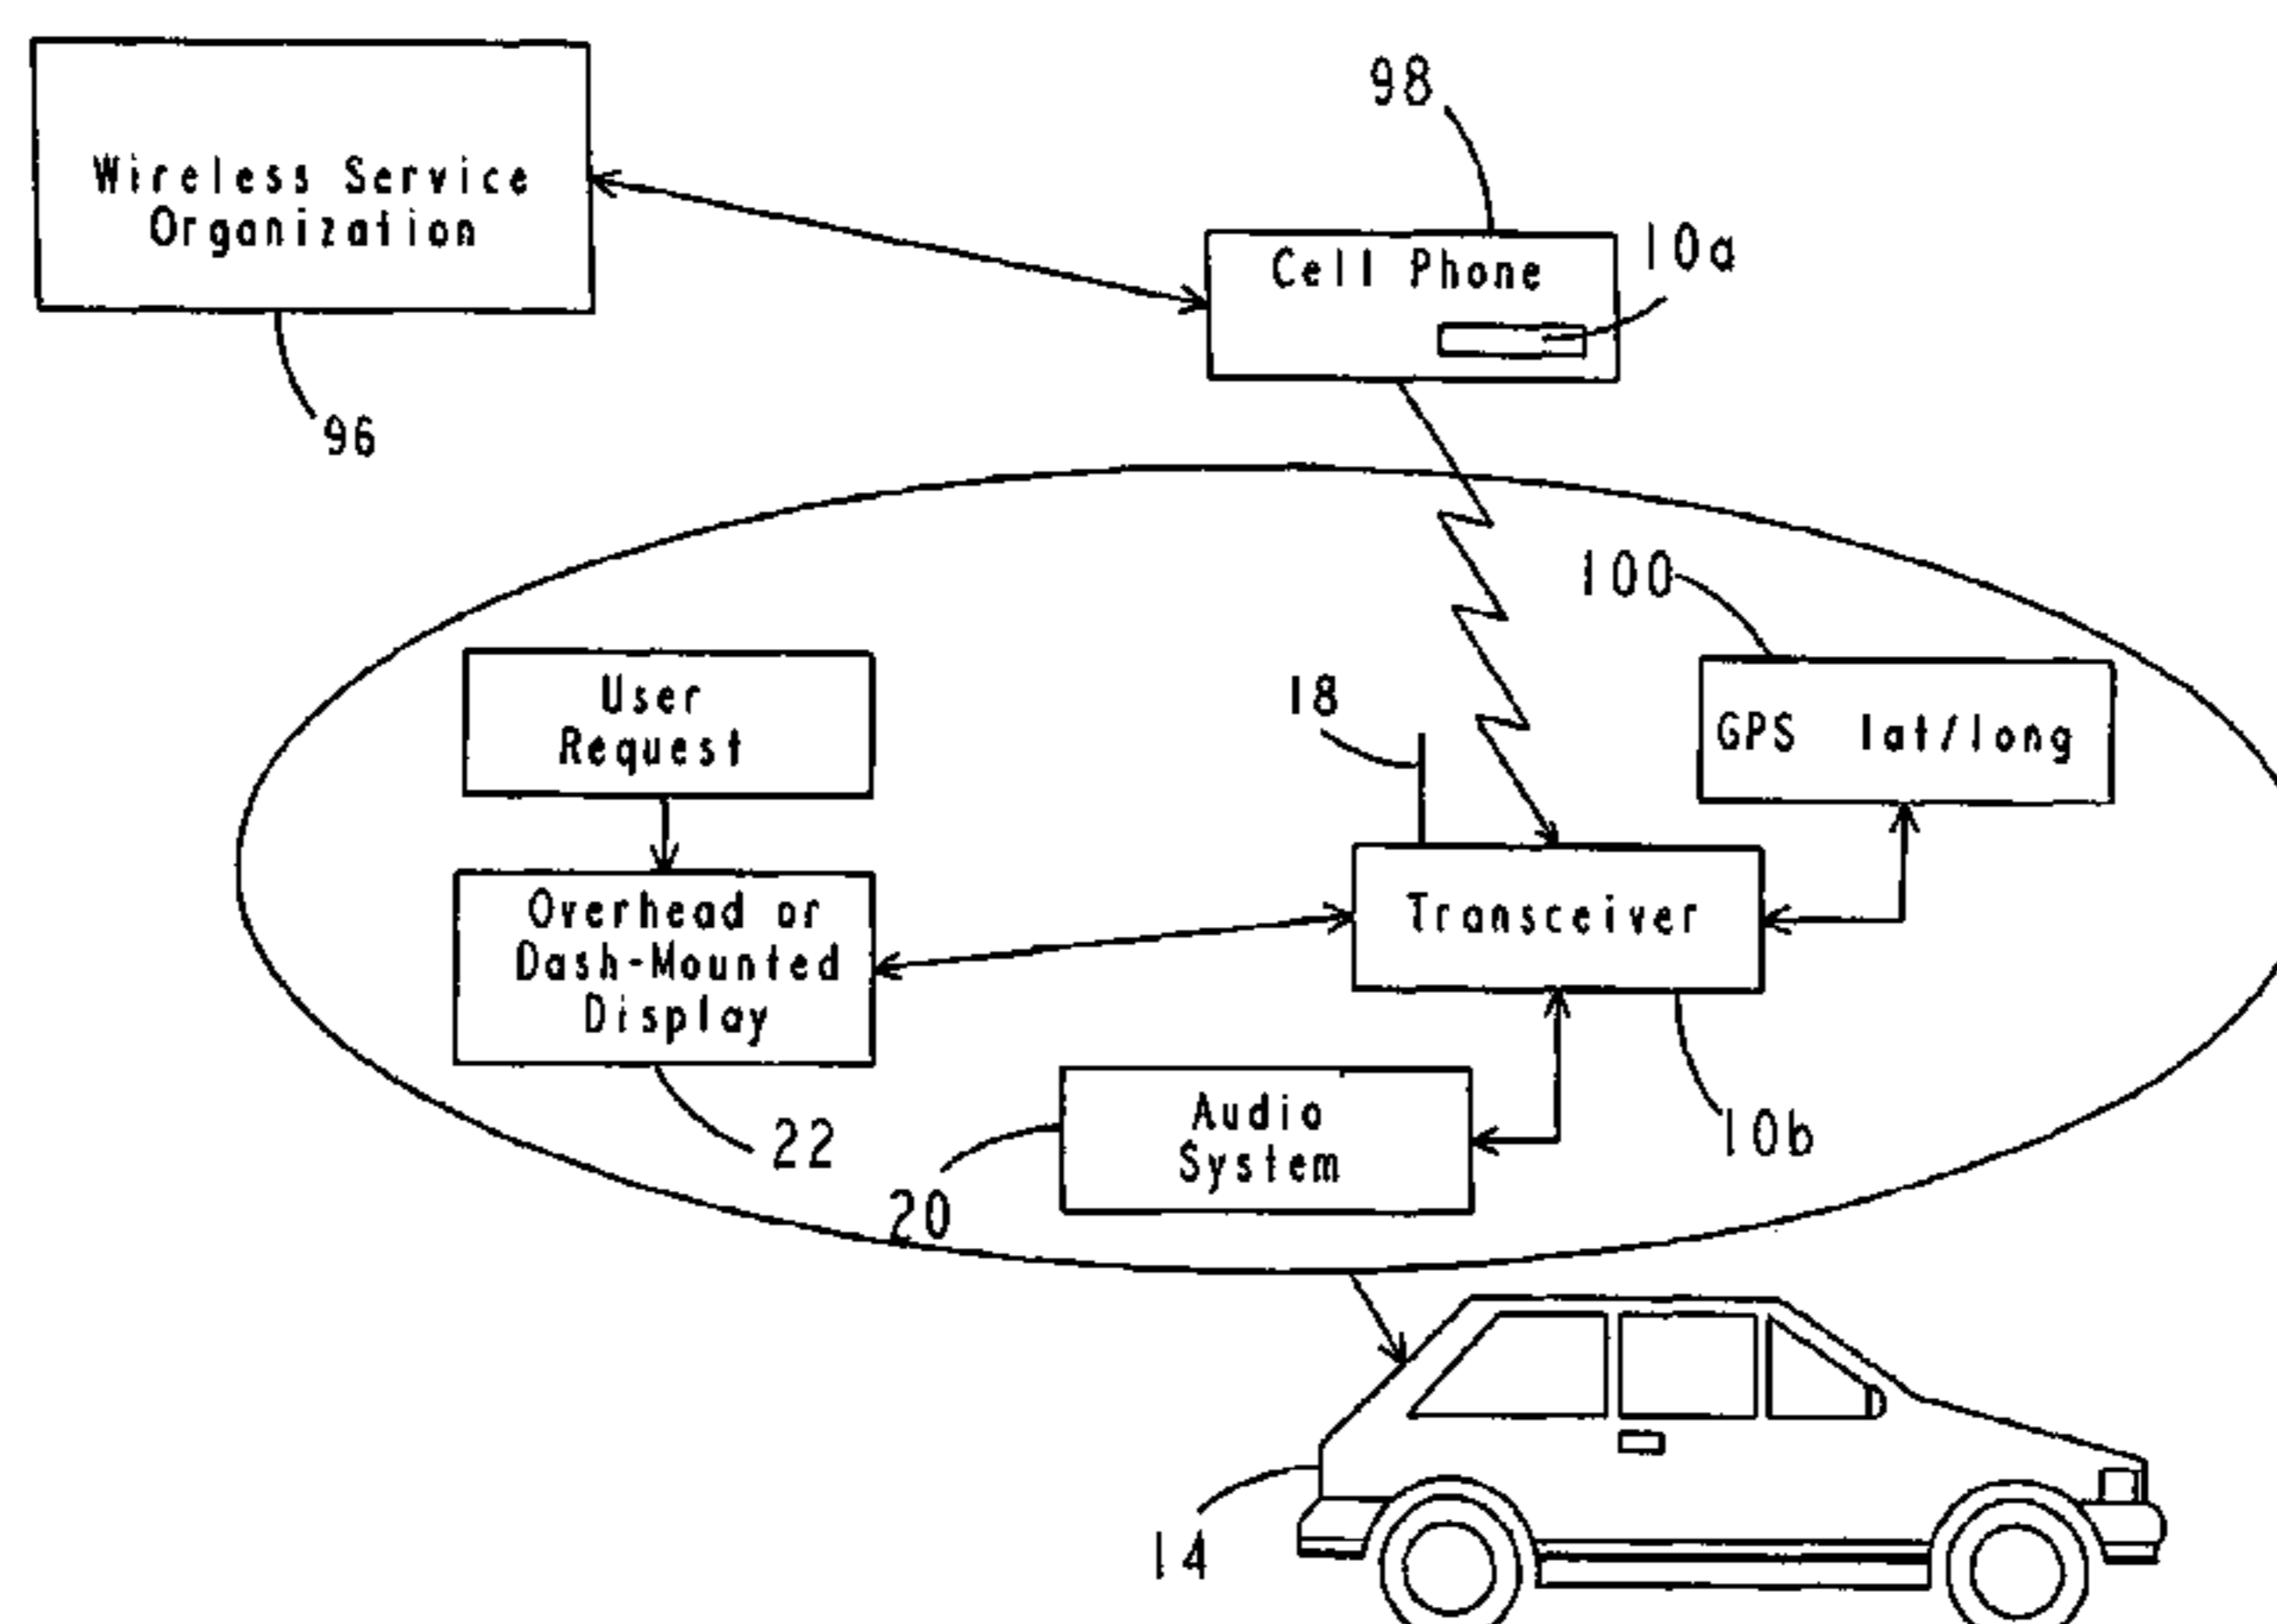 98
Wireless Service
Organization
10a
Cell Phone
96
100
User
Request
18
GPS lat/long
Overhead or
Dash-Mounted
Display
Transceiver
22
Audio
System
10b
20
14